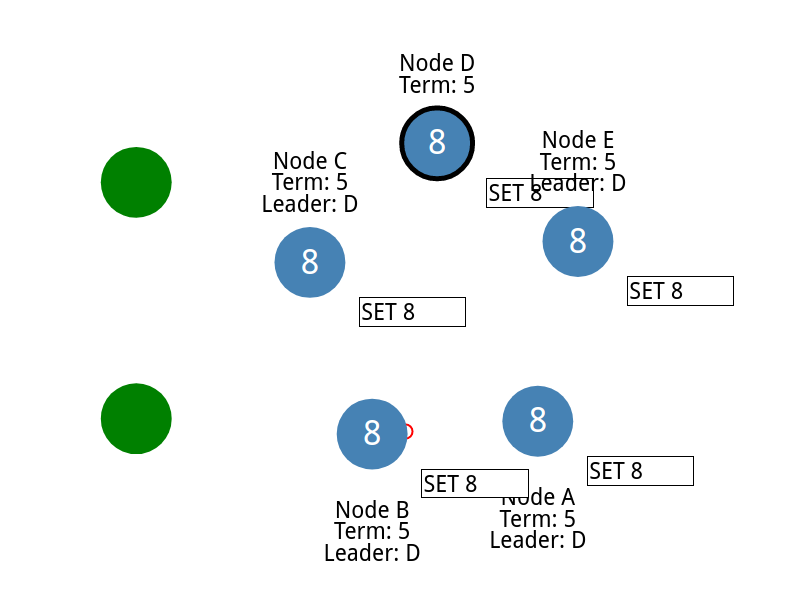 Node D
Term: 5
8
Node E
Term: 5
Leader: D
SET 8
8
SET 8
Node C
Term: 5
Leader: D
8
SET 8
8
SET 8
Node B
Term: 5
Leader: D
8
SET 8
Node A
Term: 5
Leader: D